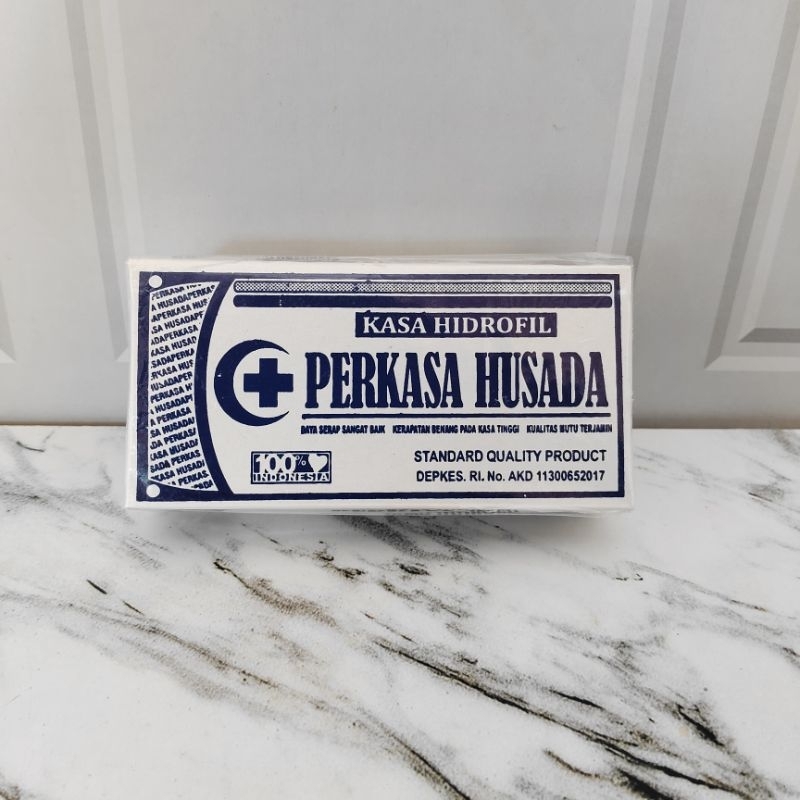 KASA HIDROFIL
PERKASA HUSADA
DAYA SERAP SANGAT BAIK KERAPATAN BENANG PADA KASA TINGGI KUALITAS MUTU TERJAMIN
100%
INDONESIA
STANDARD QUALITY PRODUCT
DEPKES. RI. No. AKD 11300652017